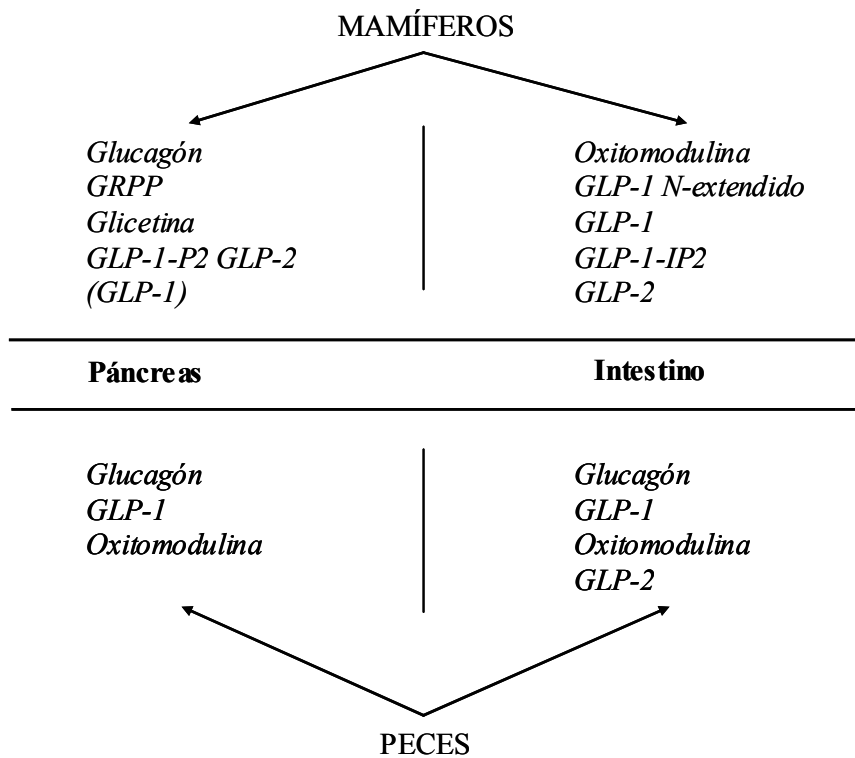 MAMÍFEROS
Glucagón
GRPP
Glicetina
GLP-1-P2 GLP-2
(GLP-1)
Oxitomodulina
GLP-1 N-extendido
GLP-1
GLP-1-IP2
GLP-2
Páncreas
Intestino
Glucagón
GLP-1
Oxitomodulina
Glucagón
GLP-1
Oxitomodulina
GLP-2
PECES